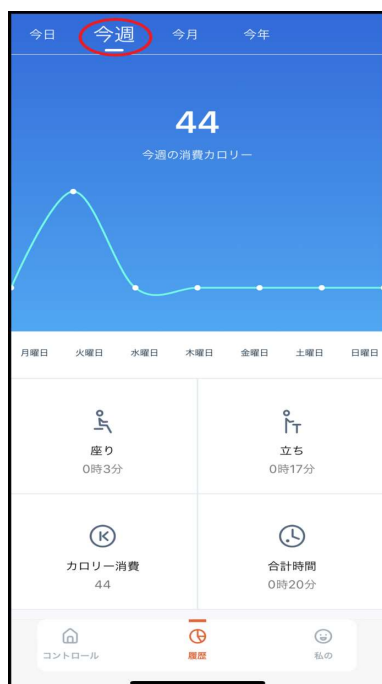 今日 今週 今月 今年
44
今週の消費カロリー
月曜日 火曜日 水曜日 木曜日 金曜日 土曜日 日曜日
座り 立ち
0時3分 0時17分
カロリー消費 合計時間
44 0時20分
コントロール 履歴 私の